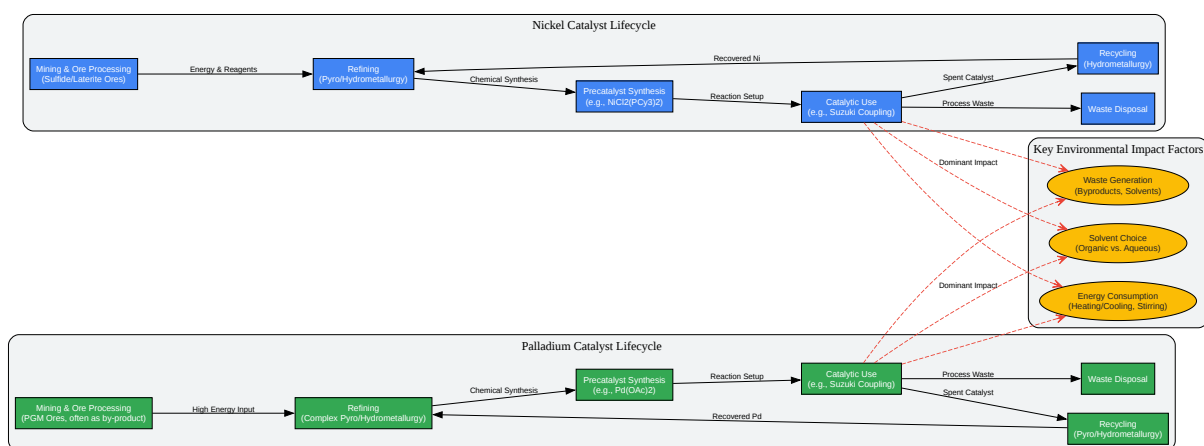 Nickel Catalyst Lifecycle
Mining & Ore Processing
(Sulfide/Laterite Ores)
Energy & Reagents
Refining
(Pyro/Hydrometallurgy)
Recovered Ni
Chemical Synthesis
Precatalyst Synthesis
(e.g., NiCl2(PCy3)2)
Reaction Setup
Catalytic Use
(e.g., Suzuki Coupling)
Spent Catalyst
Process Waste
Recycling
(Hydrometallurgy)
Waste Disposal
Key Environmental Impact Factors
Dominant Impact
Waste Generation
(Byproducts, Solvents)
Solvent Choice
(Organic vs. Aqueous)
Dominant Impact
Energy Consumption
(Heating/Cooling, Stirring)
Palladium Catalyst Lifecycle
Mining & Ore Processing
(PGM Ores, often as by-product)
High Energy Input
Refining
(Complex Pyro/Hydrometallurgy)
Chemical Synthesis
Precatalyst Synthesis
(e.g., Pd(OAc)2)
Reaction Setup
Catalytic Use
(e.g., Suzuki Coupling)
Process Waste
Spent Catalyst
Waste Disposal
Recovered Pd
Recycling
(Pyro/Hydrometallurgy)